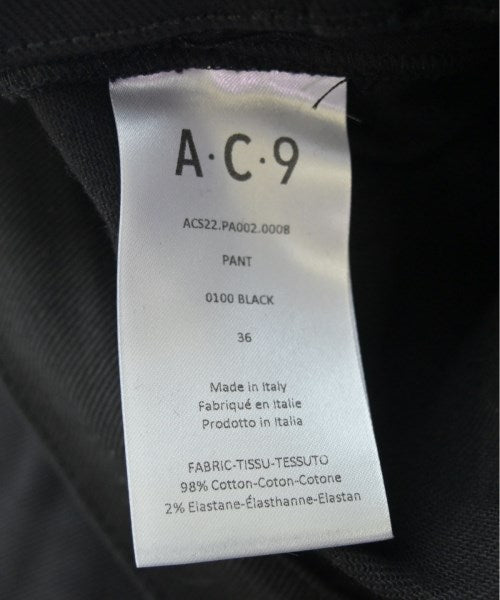 A·C·9
ACS22.PA002.0008
PANT
0100 BLACK
36
Made in Italy
Fabriqué en Italie
Prodotto in Italia
FABRIC-TISSU-TESSUTO
98% Cotton-Coton-Cotone
2% Elastane-Élasthanne-Elastan